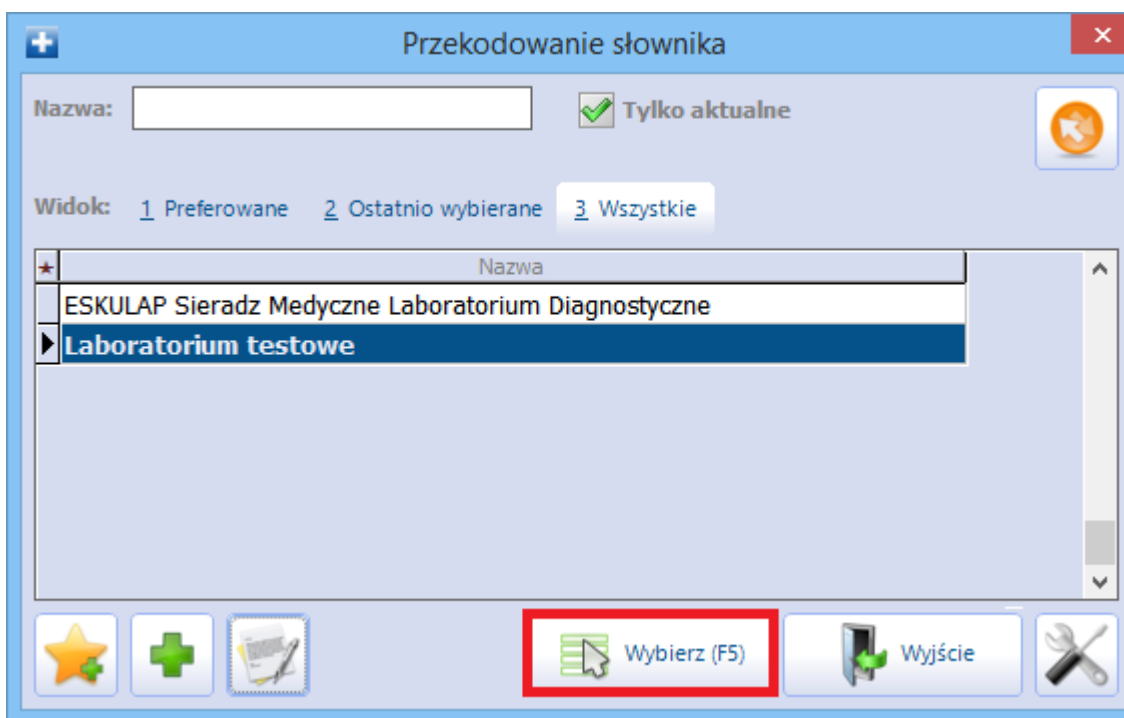 Przekodowanie słownika
Nazwa:
Tylko aktualne
Widok: 1 Preferowane 2 Ostatnio wybierane 3 Wszystkie
Nazwa
ESKULAP Sieradz Medyczne Laboratorium Diagnostyczne
Laboratorium testowe
Wybierz (F5) Wyjście